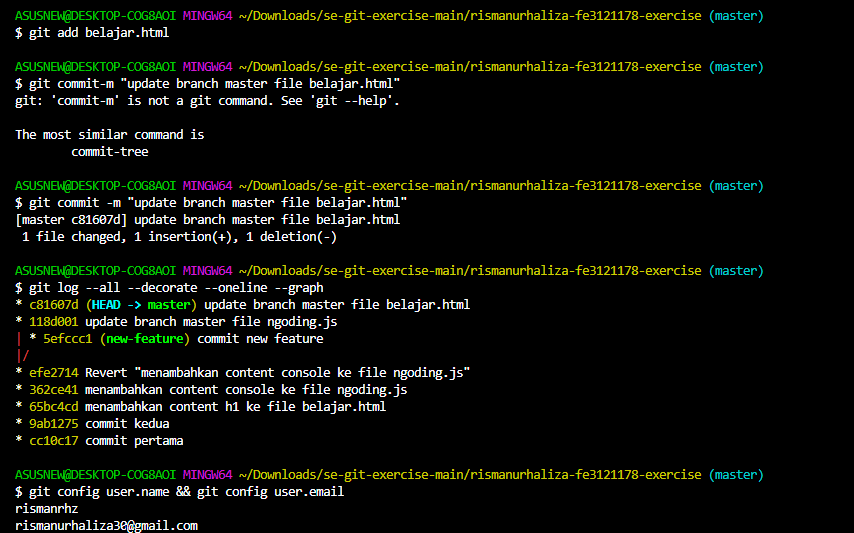 ASUSNEW@DESKTOP-COG8AOI MINGW64 ~/Downloads/se-git-exercise-main/rismanurhaliza-fe3121178-exercise (master)
$ git add belajar.html

ASUSNEW@DESKTOP-COG8AOI MINGW64 ~/Downloads/se-git-exercise-main/rismanurhaliza-fe3121178-exercise (master)
$ git commit-m "update branch master file belajar.html"
git: 'commit-m' is not a git command. See 'git --help'.

The most similar command is
        commit-tree

ASUSNEW@DESKTOP-COG8AOI MINGW64 ~/Downloads/se-git-exercise-main/rismanurhaliza-fe3121178-exercise (master)
$ git commit -m "update branch master file belajar.html"
[master c81607d] update branch master file belajar.html
 1 file changed, 1 insertion(+), 1 deletion(-)

ASUSNEW@DESKTOP-COG8AOI MINGW64 ~/Downloads/se-git-exercise-main/rismanurhaliza-fe3121178-exercise (master)
$ git log --all --decorate --oneline --graph
* c81607d (HEAD -> master) update branch master file belajar.html
* 118d001 update branch master file ngoding.js
| * 5efccc1 (new-feature) commit new feature
|/
* efe2714 Revert "menambahkan content console ke file ngoding.js"
* 362ce41 menambahkan content console ke file ngoding.js
* 65bc4cd menambahkan content h1 ke file belajar.html
* 9ab1275 commit kedua
* cc10c17 commit pertama

ASUSNEW@DESKTOP-COG8AOI MINGW64 ~/Downloads/se-git-exercise-main/rismanurhaliza-fe3121178-exercise (master)
$ git config user.name && git config user.email
rismanrhz
rismanurhaliza30@gmail.com